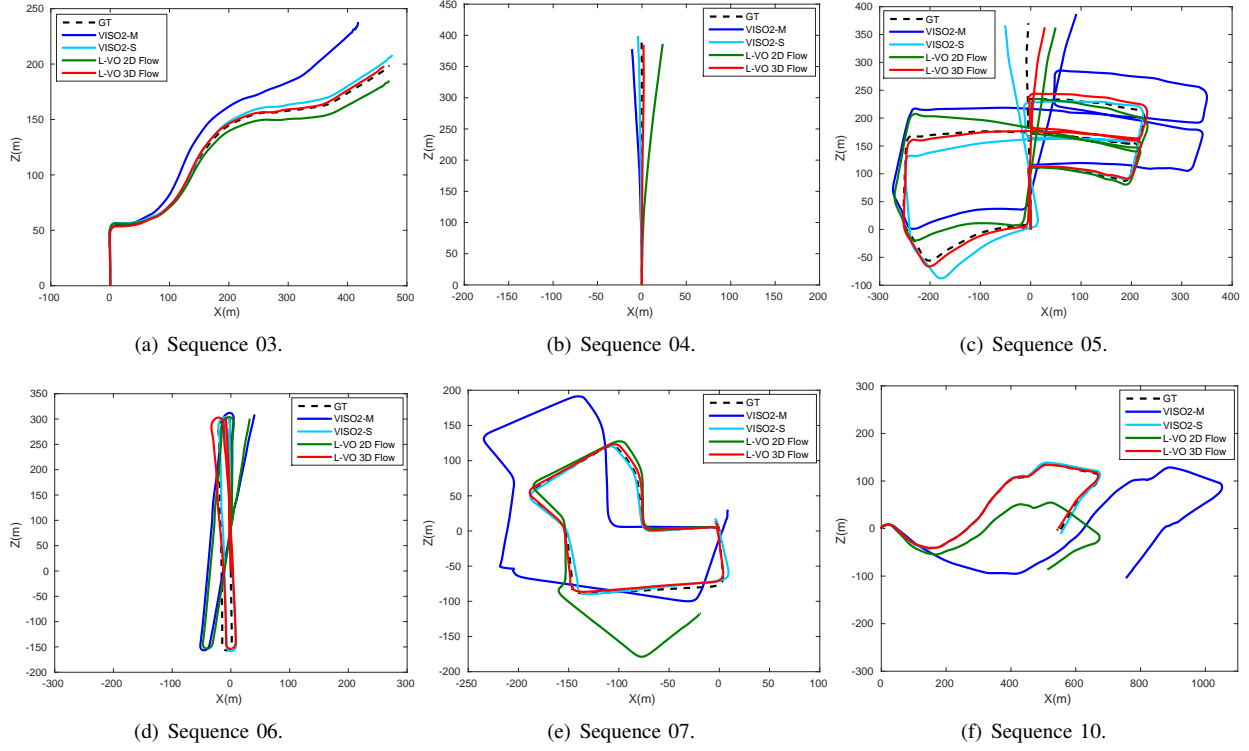 300
250
200
150
100
50
0
-100 0 100 200 300 400 500
Z(m)
X(m)
GT
VISO2-M
VISO2-S
L-VO 2D Flow
L-VO 3D Flow
(a) Sequence 03.
450
400
350
300
250
200
150
100
50
0
-200 -150 -100 -50 0 50 100 150 200
Z(m)
X(m)
GT
VISO2-M
VISO2-S
L-VO 2D Flow
L-VO 3D Flow
(b) Sequence 04.
400
350
300
250
200
150
100
50
0
-50
-100
-300 -200 -100 0 100 200 300 400
Z(m)
X(m)
GT
VISO2-M
VISO2-S
L-VO 2D Flow
L-VO 3D Flow
(c) Sequence 05.
350
300
250
200
150
100
50
0
-50
-100
-150
-200
-300 -200 -100 0 100 200 300
Z(m)
X(m)
GT
VISO2-M
VISO2-S
L-VO 2D Flow
L-VO 3D Flow
(d) Sequence 06.
200
150
100
50
0
-50
-100
-150
-200
-250 -200 -150 -100 -50 0 50 100
Z(m)
X(m)
GT
VISO2-M
VISO2-S
L-VO 2D Flow
L-VO 3D Flow
(e) Sequence 07.
300
200
100
0
-100
-200
-300
0 200 400 600 800 1000
Z(m)
X(m)
GT
VISO2-M
VISO2-S
L-VO 2D Flow
L-VO 3D Flow
(f) Sequence 10.